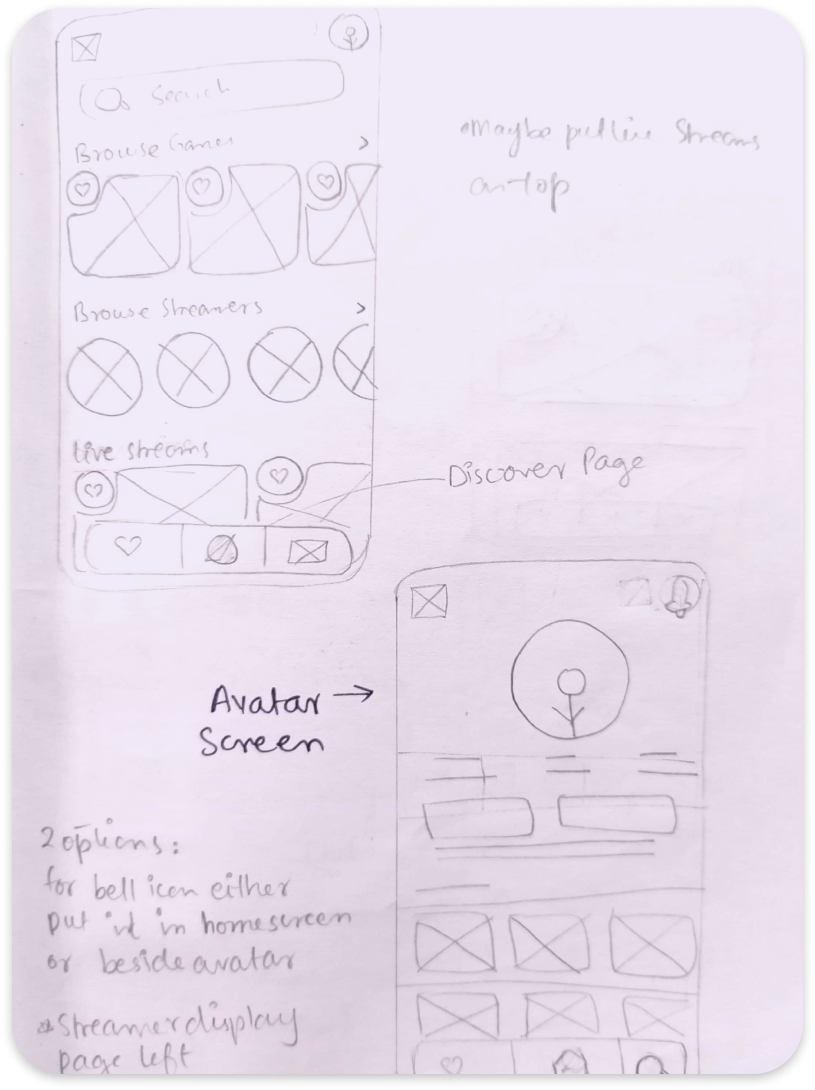 Search
Browse Games
>
Browse Streamers
>
Live streams
•Maybe put live Streams
on top
Discover Page
Avatar →
Screen
2 options:
for bell icon either
put it in homescreen
or beside avatar
Streamer display
page left